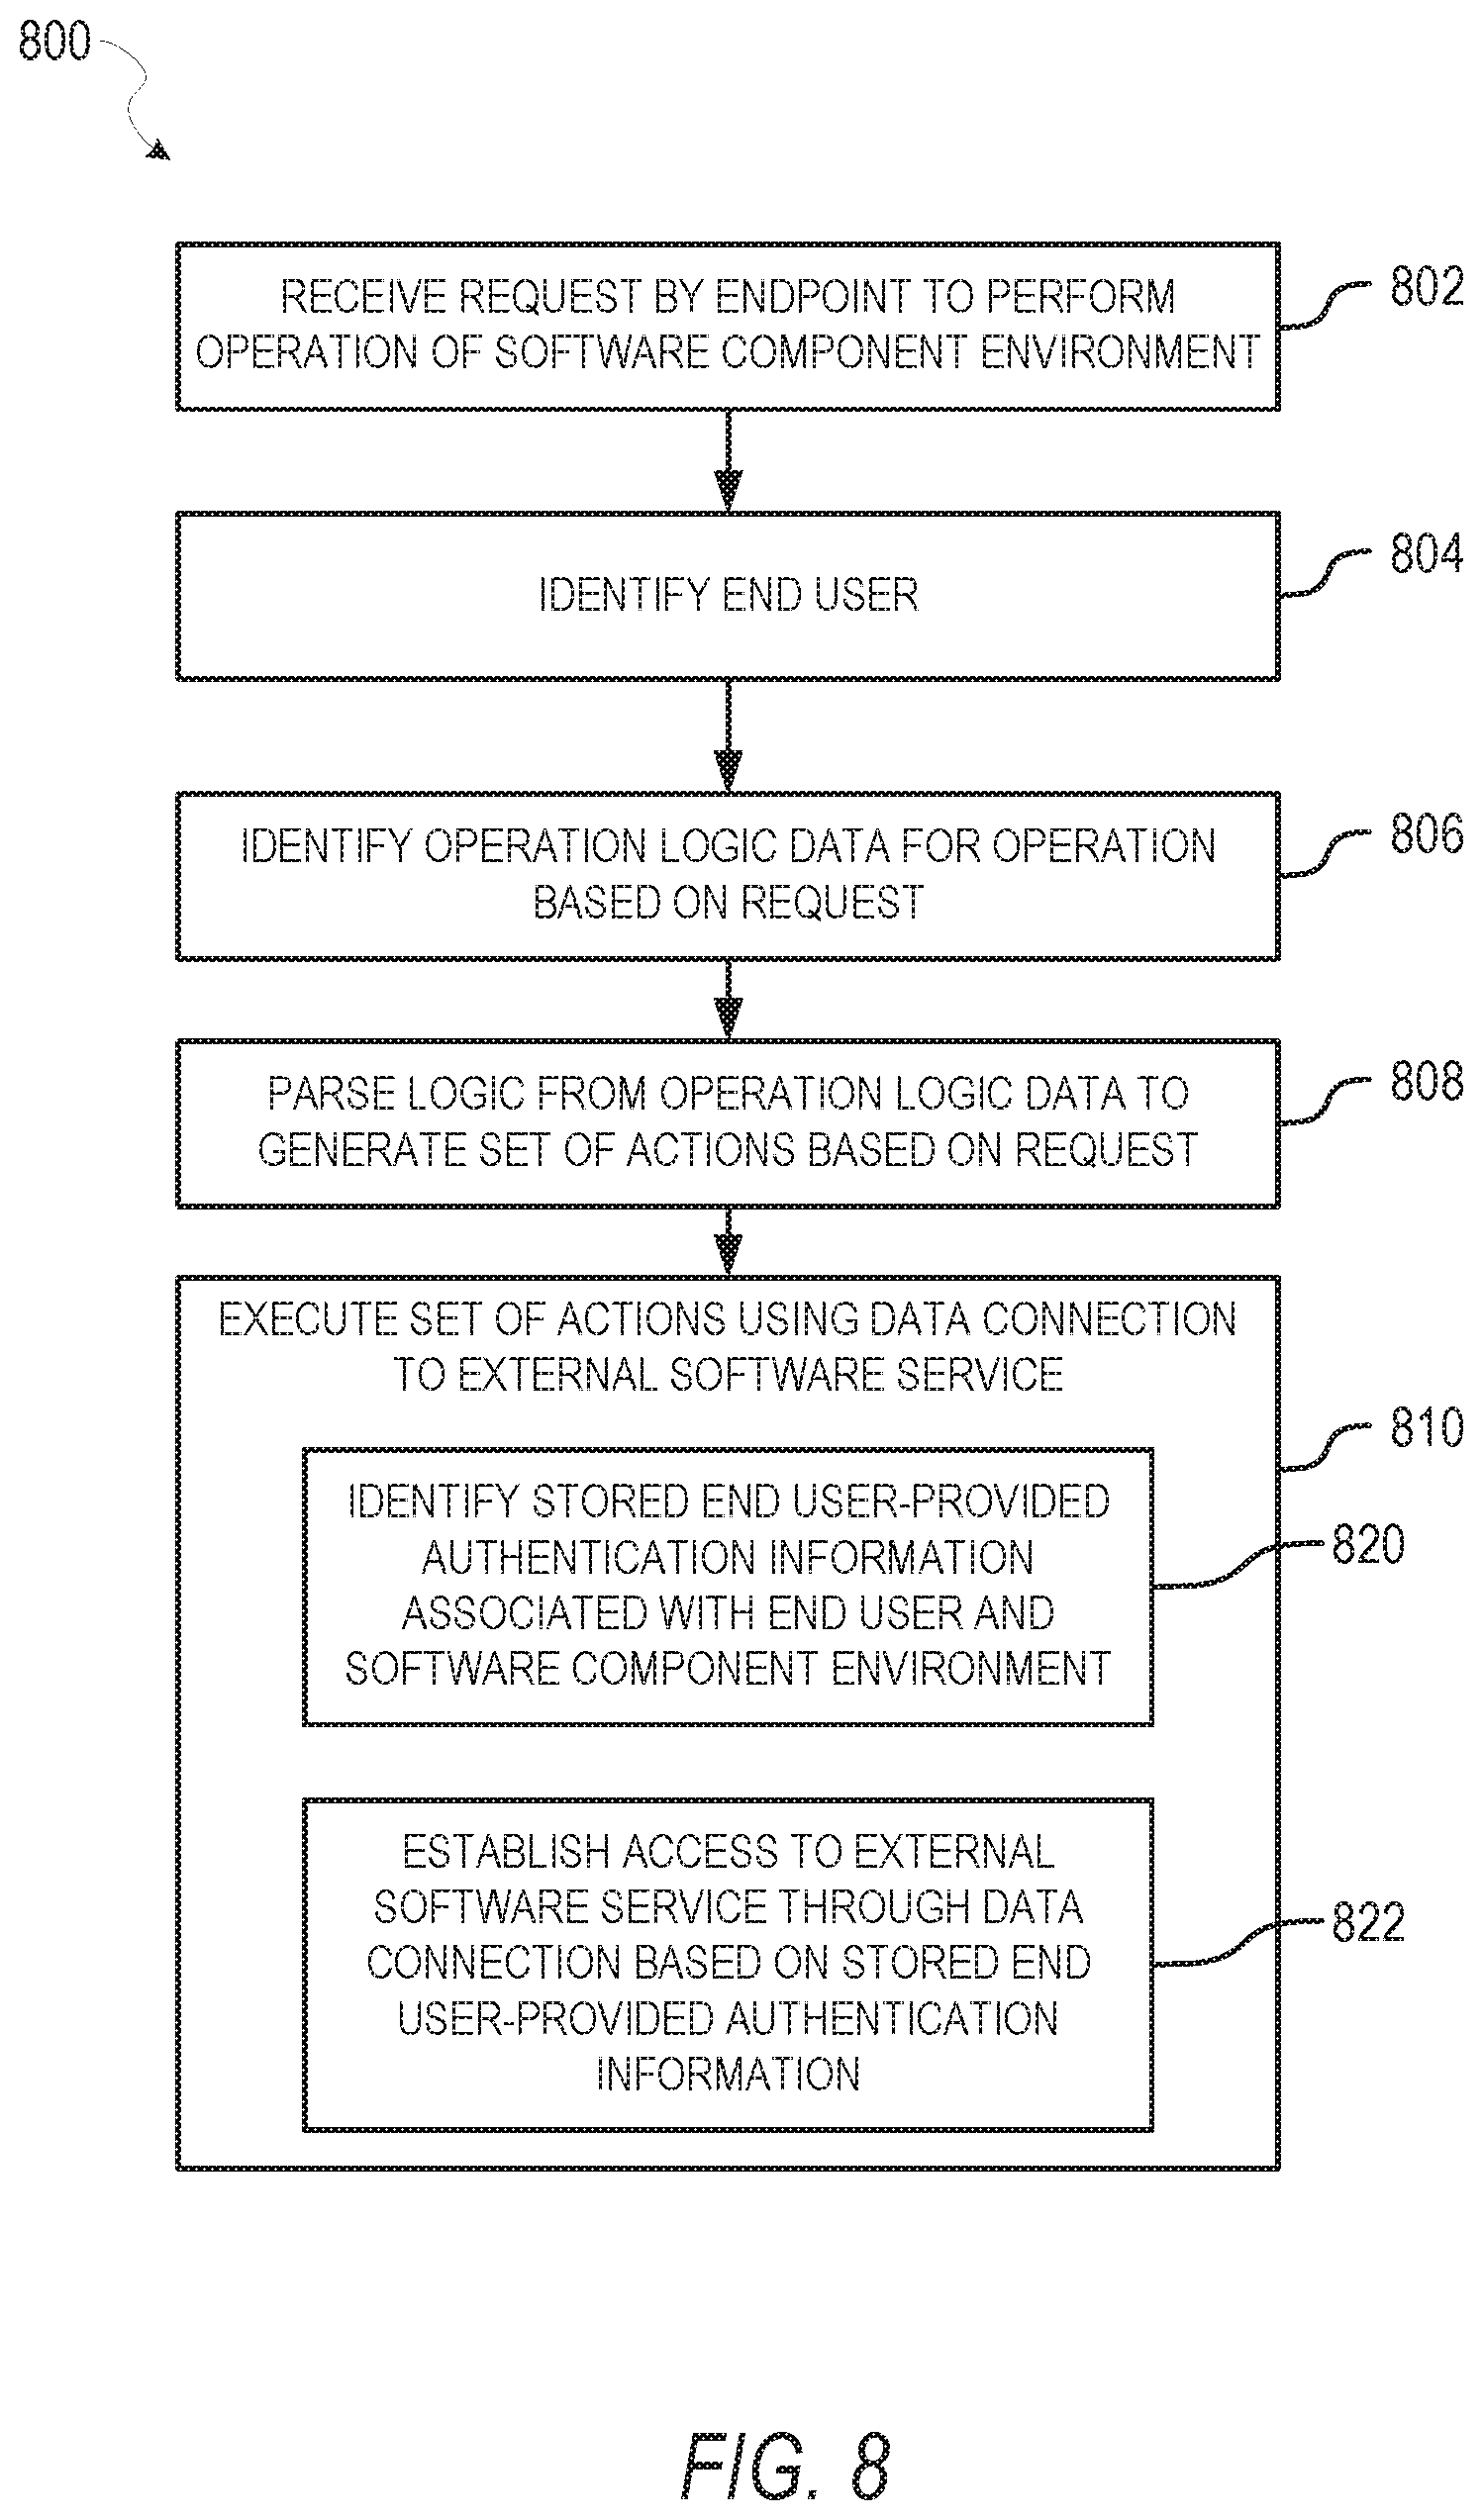 800
RECEIVE REQUEST BY ENDPOINT TO PERFORM
OPERATION OF SOFTWARE COMPONENT ENVIRONMENT
802
IDENTIFY END USER
804
IDENTIFY OPERATION LOGIC DATA FOR OPERATION
BASED ON REQUEST
806
PARSE LOGIC FROM OPERATION LOGIC DATA TO
GENERATE SET OF ACTIONS BASED ON REQUEST
808
EXECUTE SET OF ACTIONS USING DATA CONNECTION
TO EXTERNAL SOFTWARE SERVICE
810
IDENTIFY STORED END USER-PROVIDED
AUTHENTICATION INFORMATION
ASSOCIATED WITH END USER AND
SOFTWARE COMPONENT ENVIRONMENT
820
ESTABLISH ACCESS TO EXTERNAL
SOFTWARE SERVICE THROUGH DATA
CONNECTION BASED ON STORED END
USER-PROVIDED AUTHENTICATION
INFORMATION
822
FIG. 8